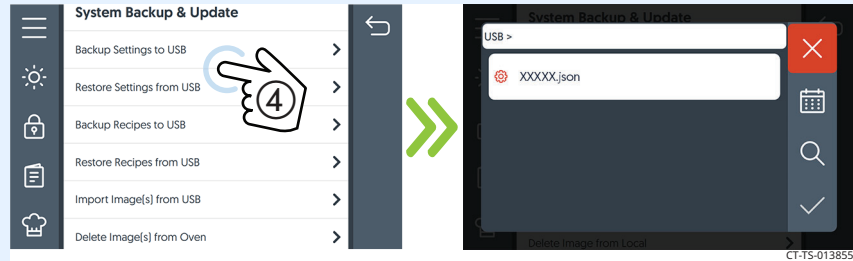 System Backup & Update
Backup Settings to USB
Restore Settings from USB
④
Backup Recipes to USB
Restore Recipes from USB
Import Image(s) from USB
Delete Image(s) from Oven
System Backup & Update
USB >
XXXXX.json
Delete Image from Local
CT-TS-013855